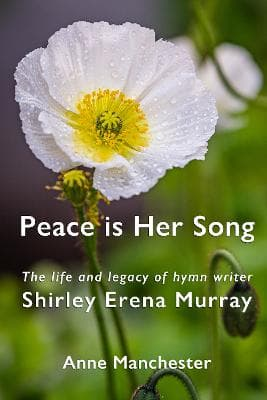 Peace is Her Song
The life and legacy of hymn writer
Shirley Erena Murray
Anne Manchester